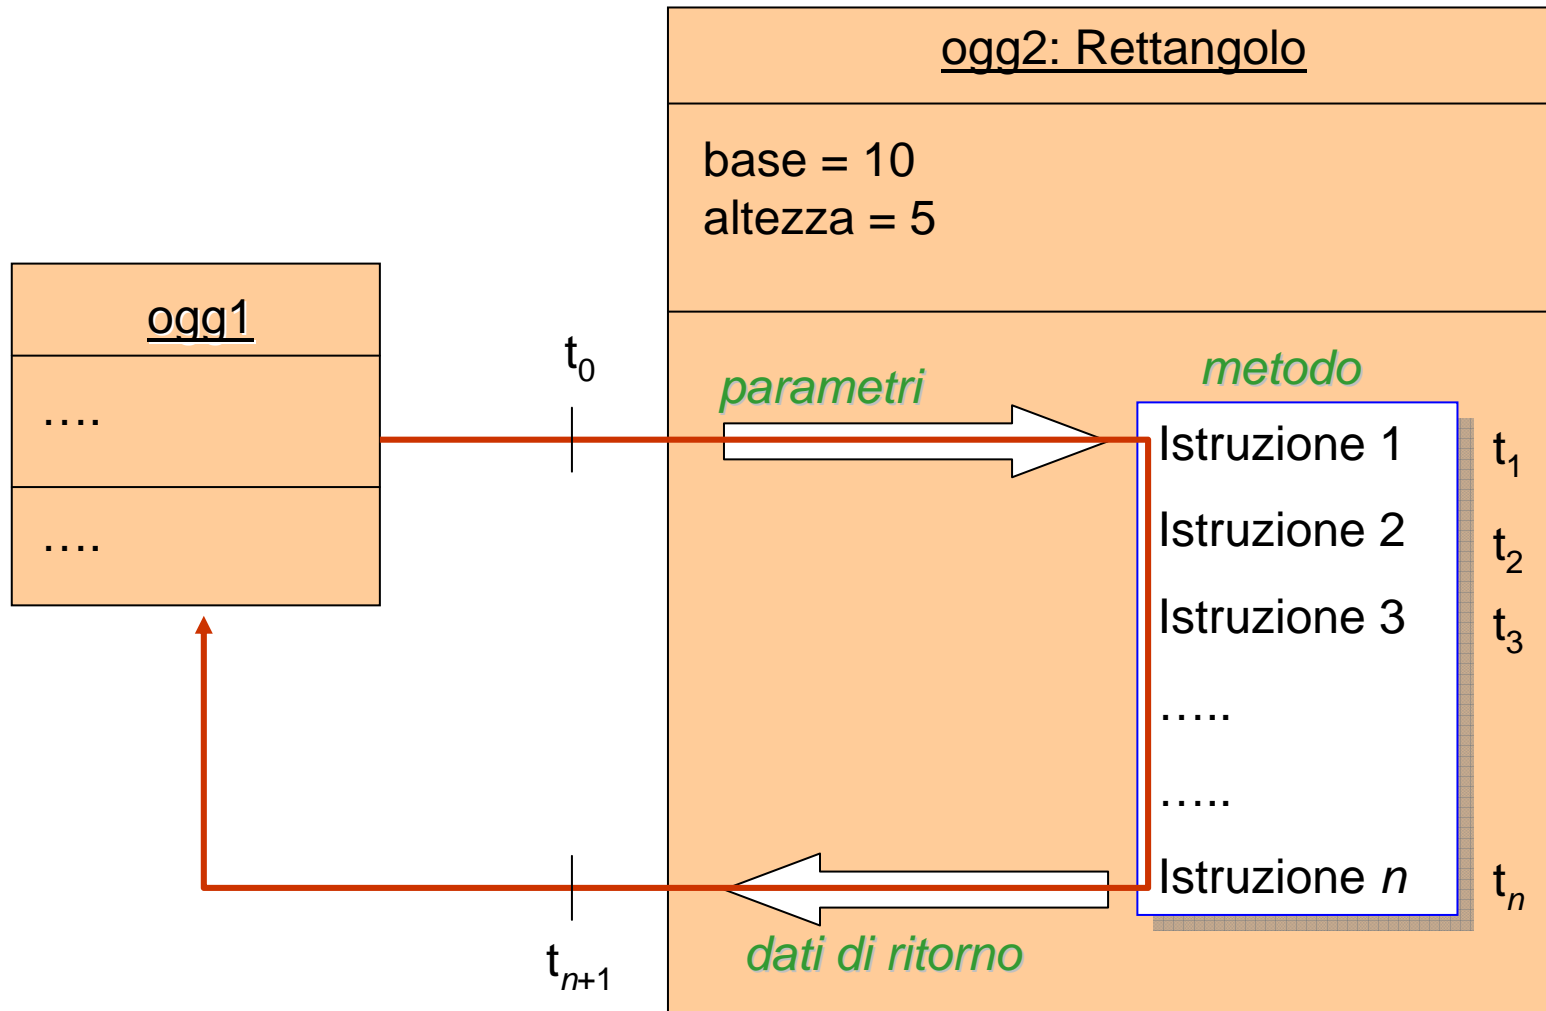 ogg2: Rettangolo
base = 10
altezza = 5
ogg1
….
….
t0
parametri
metodo
Istruzione 1
t1
Istruzione 2
t2
Istruzione 3
t3
…..
…..
Istruzione n
tn
dati di ritorno
tn+1